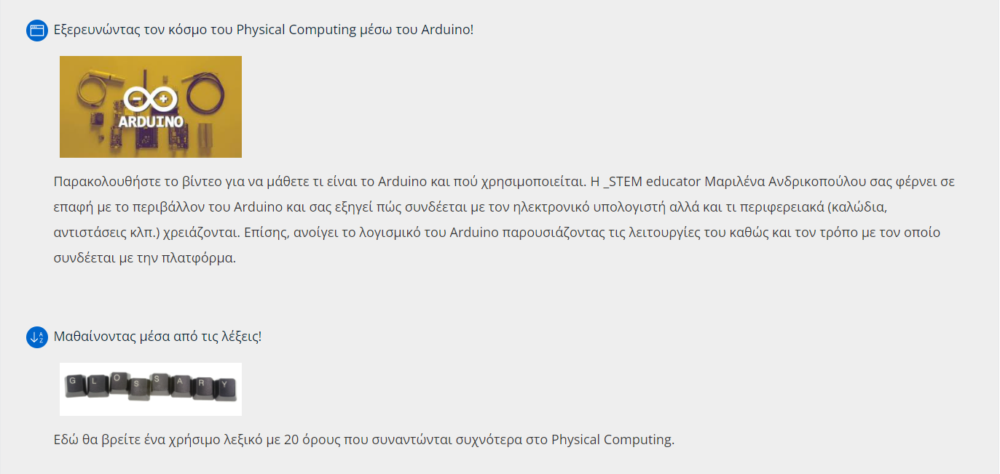 Εξερευνώντας τον κόσμο του Physical Computing μέσω του Arduino!
ARDUINO
Παρακολουθήστε το βίντεο για να μάθετε τι είναι το Arduino και πού χρησιμοποιείται. Η _STEM educator Μαριλένα Ανδρικοπούλου σας φέρνει σε
επαφή με το περιβάλλον του Arduino και σας εξηγεί πώς συνδέεται με τον ηλεκτρονικό υπολογιστή αλλά και τι περιφερειακά (καλώδια,
αντιστάσεις κλπ.) χρειάζονται. Επίσης, ανοίγει το λογισμικό του Arduino παρουσιάζοντας τις λειτουργίες του καθώς και τον τρόπο με τον οποίο
συνδέεται με την πλατφόρμα.
Μαθαίνοντας μέσα από τις λέξεις!
GLOSSARY
Εδώ θα βρείτε ένα χρήσιμο λεξικό με 20 όρους που συναντώνται συχνότερα στο Physical Computing.